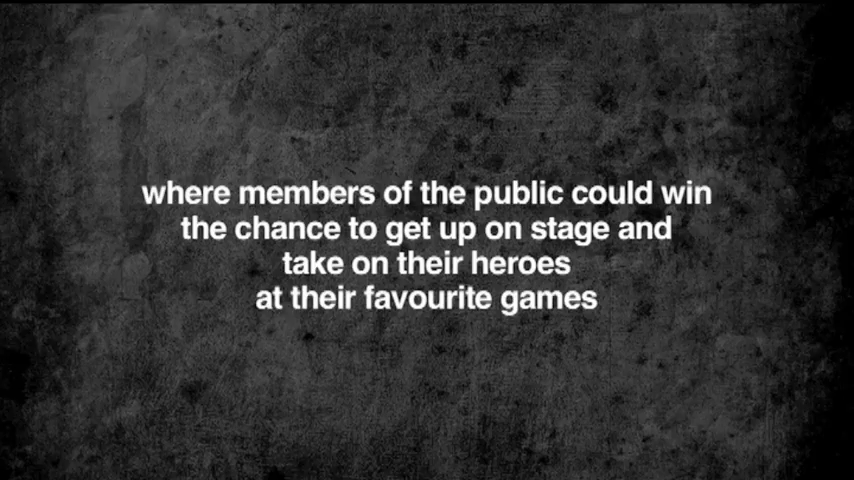 where members of the public could win
the chance to get up on stage and
take on their heroes
at their favourite games